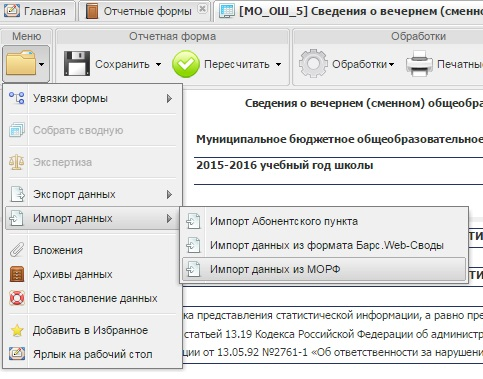 Главная
Отчетные формы
[МО_ОШ_5] Сведения о вечернем (сменном
Меню
Отчетная форма
Обработки
Сохранить
Пересчитать
Обработки
Печатные
Увязки формы
Собрать сводную
Экспертиза
Экспорт данных
Импорт данных
Вложения
Архивы данных
Восстановление данных
Добавить в Избранное
Ярлык на рабочий стол
Импорт Абонентского пункта
Импорт данных из формата Барс.Web-Своды
Импорт данных из МОРФ
Сведения о вечернем (сменном) общеобра
Муниципальное бюджетное общеобразовательное
2015-2016 учебный год школы
ка представления статистической информации, а равно пре
статьей 13.19 Кодекса Российской Федерации об админист
ции от 13.05.92 №2761-1 «Об ответственности за нарушени